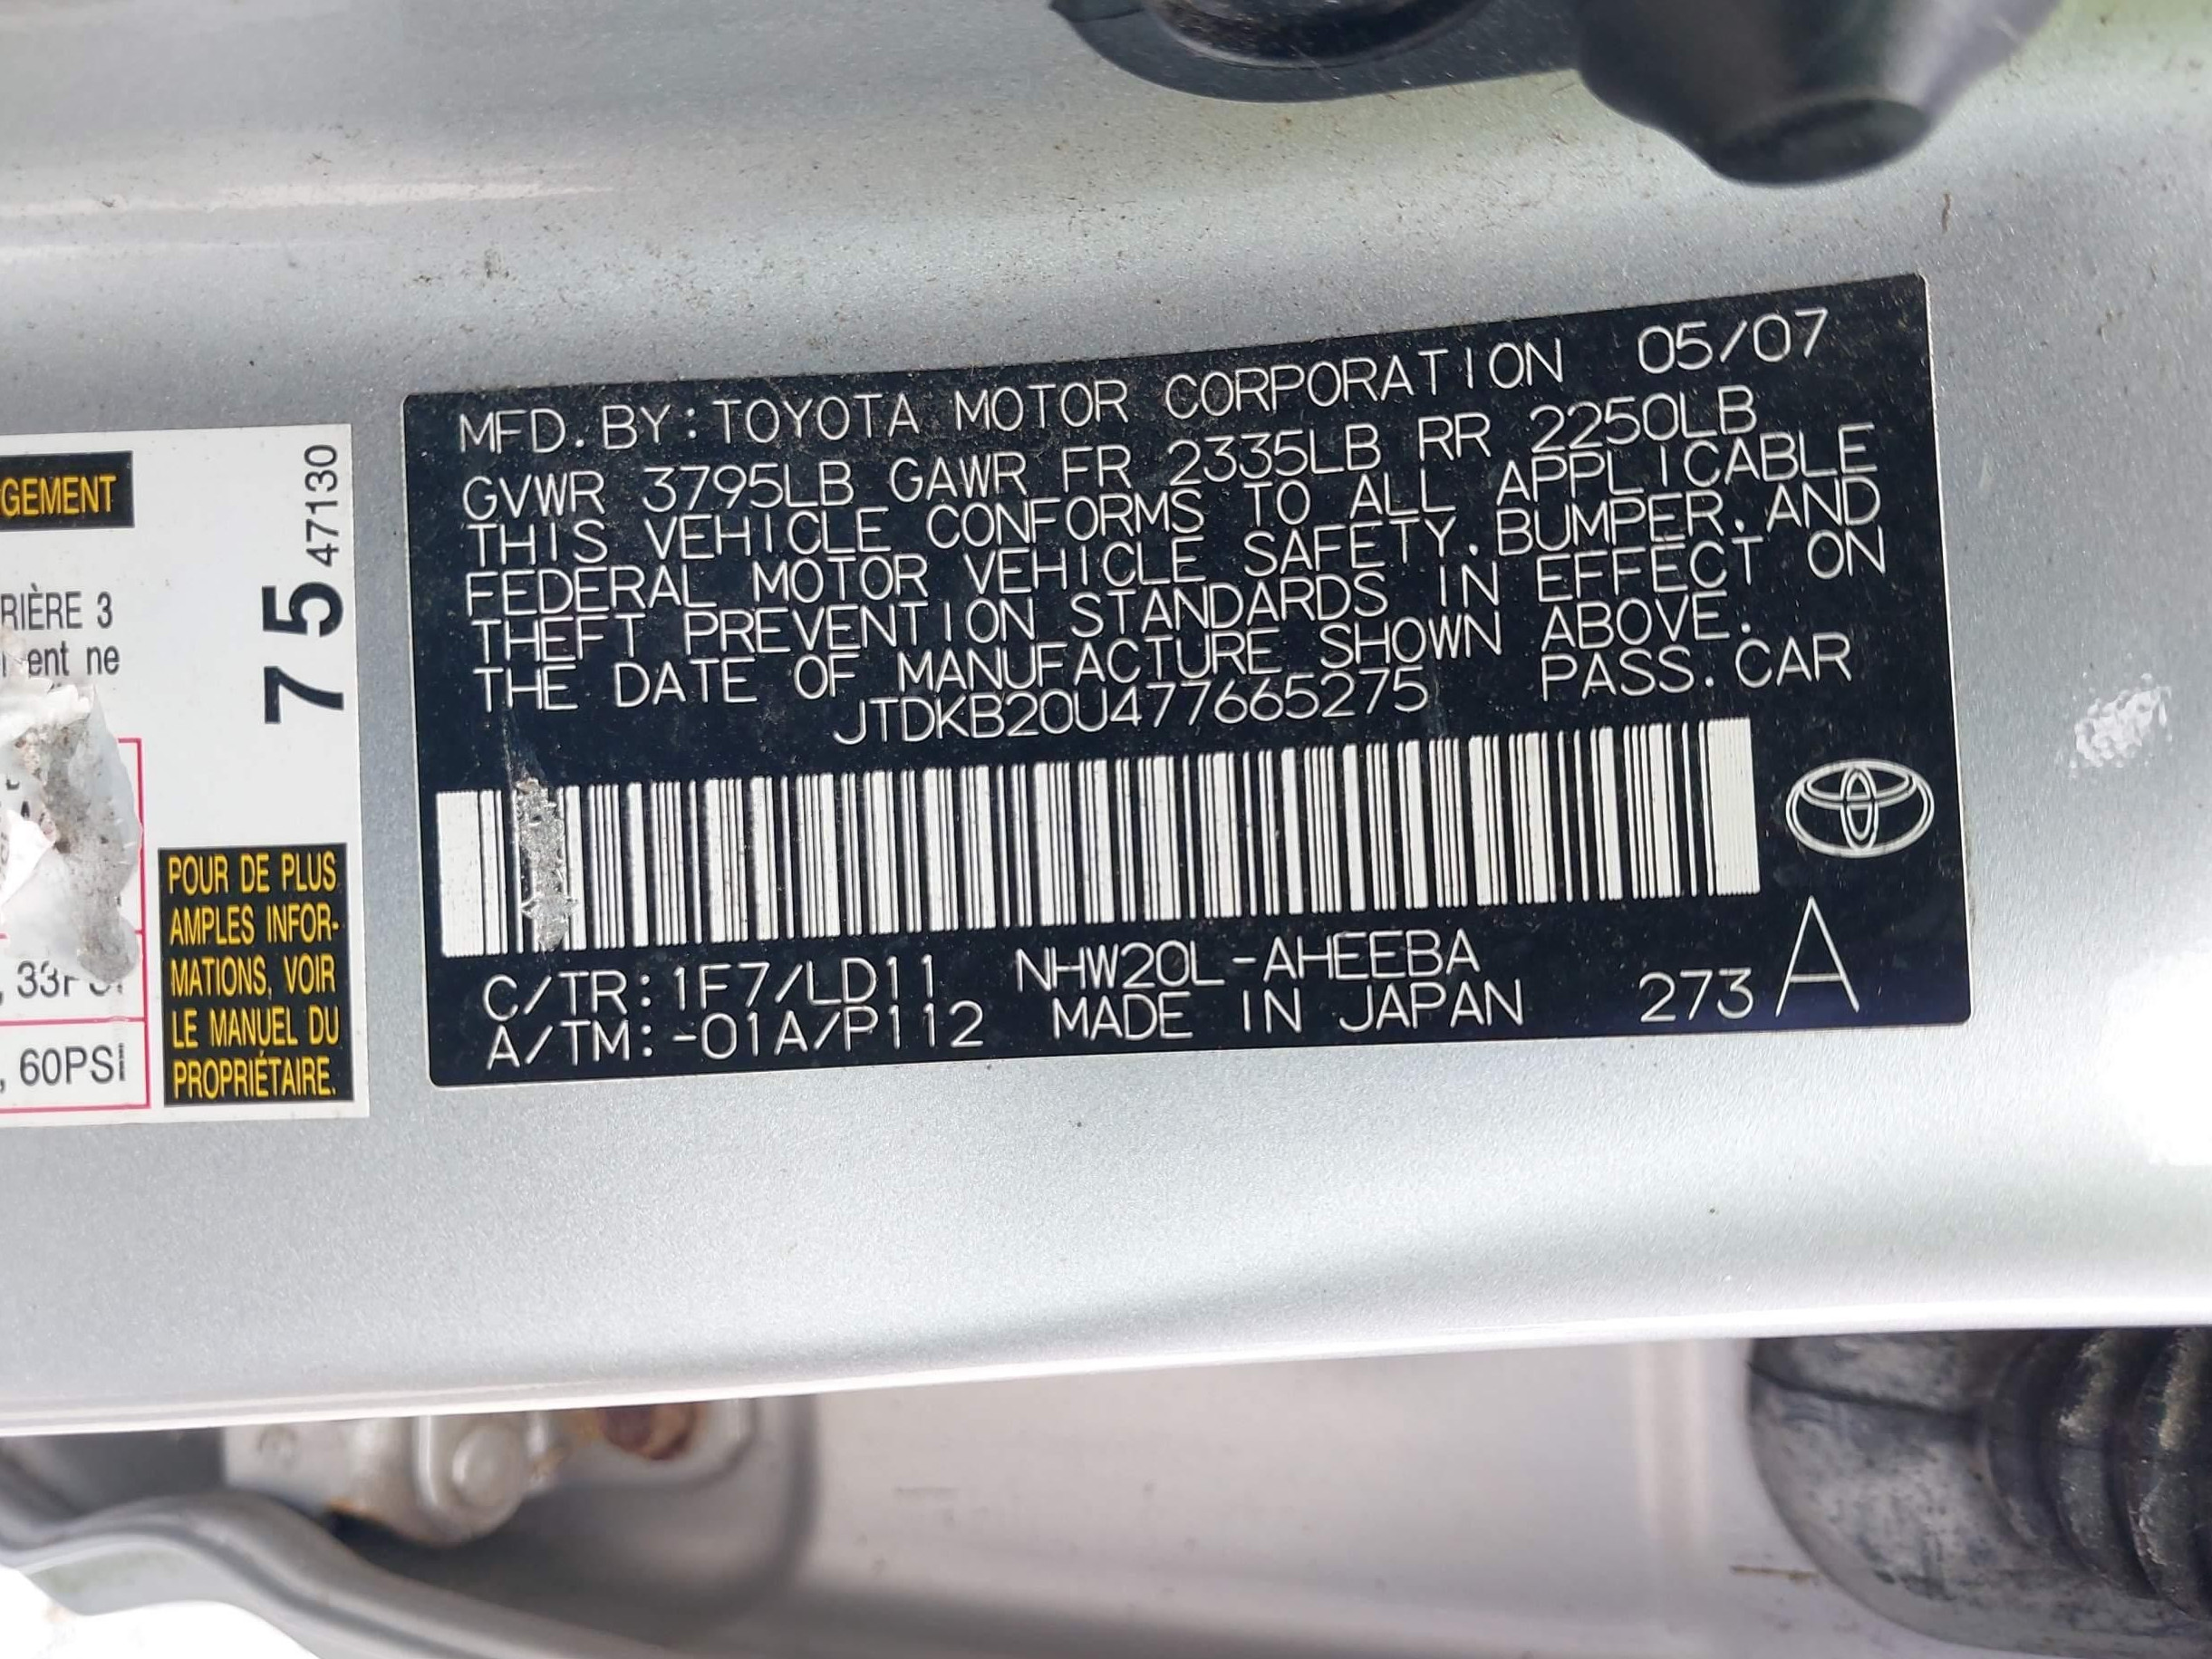 GEMENT
RIÈRE 3
ent ne
33P
, 60PSI
7 5 47130
POUR DE PLUS
AMPLES INFOR-
MATIONS, VOIR
LE MANUEL DU
PROPRIÉTAIRE.
MFD. BY: TOYOTA MOTOR CORPORATION 05/07
GVWR 3795LB GAWR FR 2335LB RR 2250LB
THIS VEHICLE CONFORMS TO ALL APPLICABLE
FEDERAL MOTOR VEHICLE SAFETY. BUMPER. AND
THEFT PREVENTION STANDARDS IN EFFECT ON
THE DATE OF MANUFACTURE SHOWN ABOVE.
JTDKB20U477665275 PASS. CAR
C/TR: 1F7/LD11 NHW20L-AHEEBA
A/TM: -01A/P112 MADE IN JAPAN 273 A